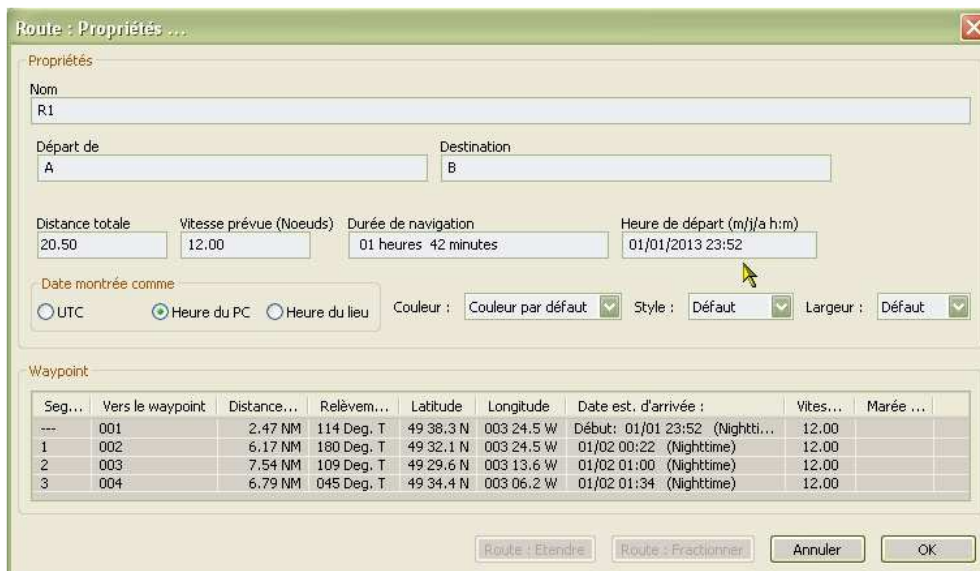 Route : Propriétés ...
Propriétés
Nom
R1
Départ de Destination
A B
Distance totale Vitesse prévue (Noeuds) Durée de navigation Heure de départ (m/j/a h:m)
20.50 12.00 01 heures 42 minutes 01/01/2013 23:52
Date montrée comme
UTC Heure du PC Heure du lieu Couleur : Couleur par défaut Style : Défaut Largeur : Défaut
Waypoint
Seg... Vers le waypoint Distance... Relèvem... Latitude Longitude Date est. d'arrivée : Vites... Marée ...
--- 001 2.47 NM 114 Deg. T 49 38.3 N 003 24.5 W Début: 01/01 23:52 (Nightti... 12.00
1 002 6.17 NM 180 Deg. T 49 32.1 N 003 24.5 W 01/02 00:22 (Nighttime) 12.00
2 003 7.54 NM 109 Deg. T 49 29.6 N 003 13.6 W 01/02 01:00 (Nighttime) 12.00
3 004 6.79 NM 045 Deg. T 49 34.4 N 003 06.2 W 01/02 01:34 (Nighttime) 12.00
Route : Etendre Route : Fractionner Annuler OK